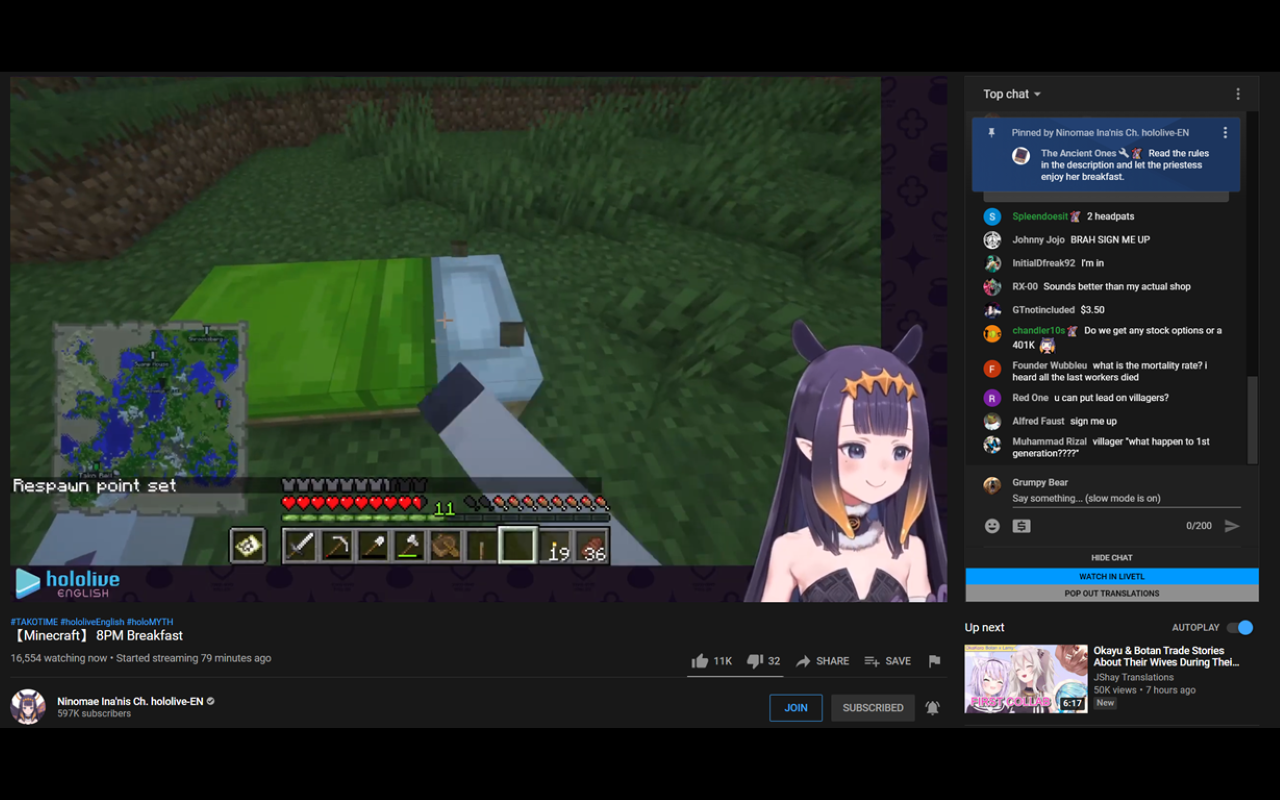 Respawn point set
11
19
36
hololive
ENGLISH
#TAKOTIME #hololiveEnglish #holoMYTH
【Minecraft】 8PM Breakfast
16,554 watching now • Started streaming 79 minutes ago
11K
32
SHARE
SAVE
Ninomae Ina'nis Ch. hololive-EN
597K subscribers
JOIN
SUBSCRIBED
Top chat
Pinned by Ninomae Ina'nis Ch. hololive-EN
The Ancient Ones Read the rules
in the description and let the priestess
enjoy her breakfast.
S
Spleendoesit 2 headpats
Johnny Jojo BRAH SIGN ME UP
InitialDfreak92 I'm in
RX-00 Sounds better than my actual shop
GTnotincluded $3.50
chandler10s Do we get any stock options or a
401K
F
Founder Wubbleu what is the mortality rate? i
heard all the last workers died
R
Red One u can put lead on villagers?
Alfred Faust sign me up
Muhammad Rizal villager "what happen to 1st
generation????"
Grumpy Bear
Say something... (slow mode is on)
0/200
HIDE CHAT
WATCH IN LIVETL
POP OUT TRANSLATIONS
Up next
AUTOPLAY
FIRST COLLAB
6:17
Okayu & Botan Trade Stories
About Their Wives During Thei...
JShay Translations
50K views • 7 hours ago
New